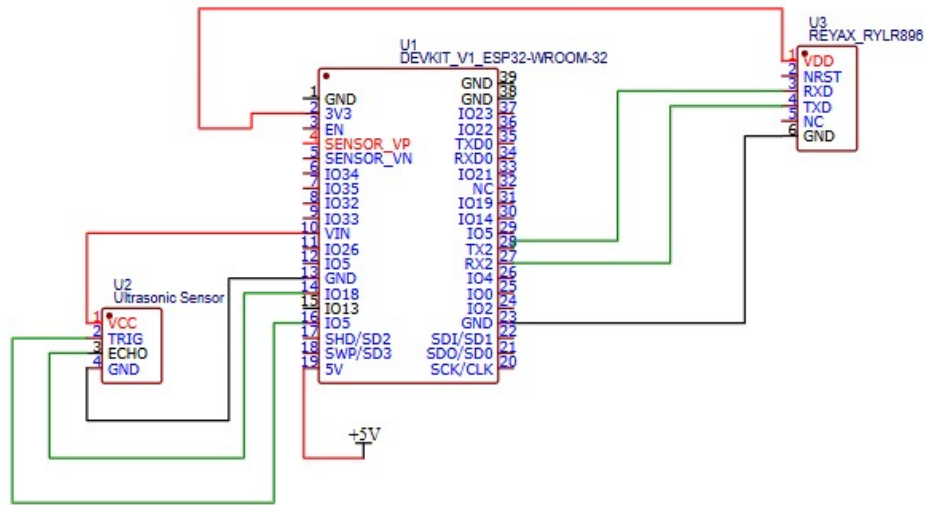 U3
REYAX_RYLR896
1 VDD
2 NRST
3 RXD
4 TXD
5 NC
6 GND
U1
DEVKIT_V1_ESP32-WROOM-32
1 GND
2 3V3
3 EN
4 SENSOR_VP
5 SENSOR_VN
6 IO34
7 IO35
8 IO32
9 IO33
10 VIN
11 IO26
12 IO5
13 GND
14 IO18
15 IO13
16 IO5
17 SHD/SD2
18 SWP/SD3
19 5V
GND 39
GND 38
IO23 37
IO22 36
TXD0 35
RXD0 34
IO21 33
NC 32
IO19 31
IO14 30
IO5 29
TX2 28
RX2 27
IO4 26
IO0 25
IO2 24
GND 23
SDI/SD1 22
SDO/SD0 21
SCK/CLK 20
U2
Ultrasonic Sensor
1 VCC
2 TRIG
3 ECHO
4 GND
+5V